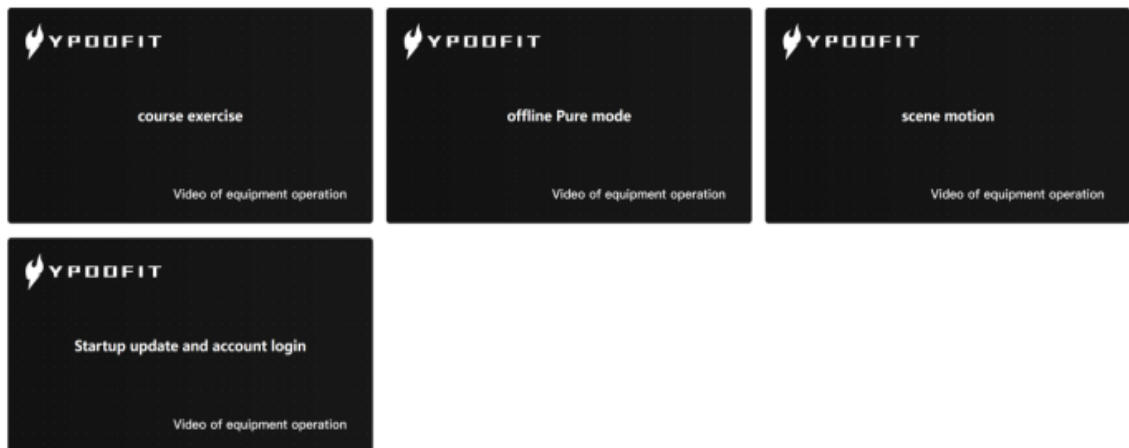 YPOOFIT
course exercise
Video of equipment operation
YPOOFIT
offline Pure mode
Video of equipment operation
YPOOFIT
scene motion
Video of equipment operation
YPOOFIT
Startup update and account login
Video of equipment operation